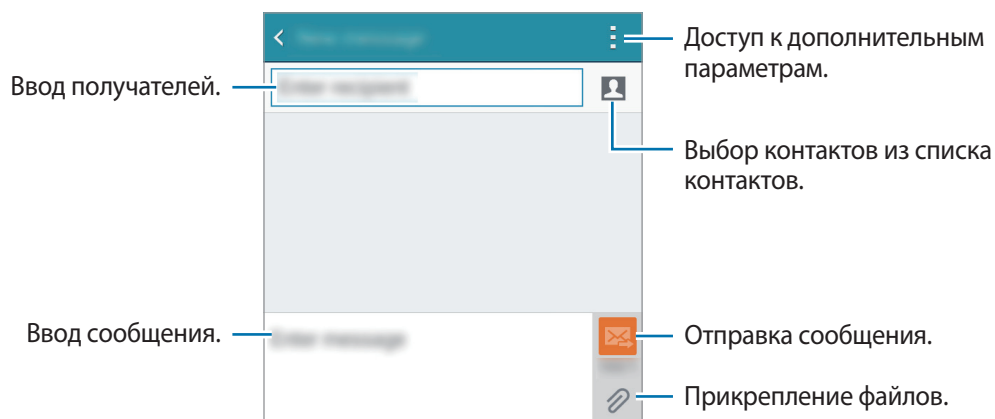 Доступ к дополнительным
параметрам.
Ввод получателей.
Выбор контактов из списка
контактов.
Ввод сообщения.
Отправка сообщения.
Прикрепление файлов.